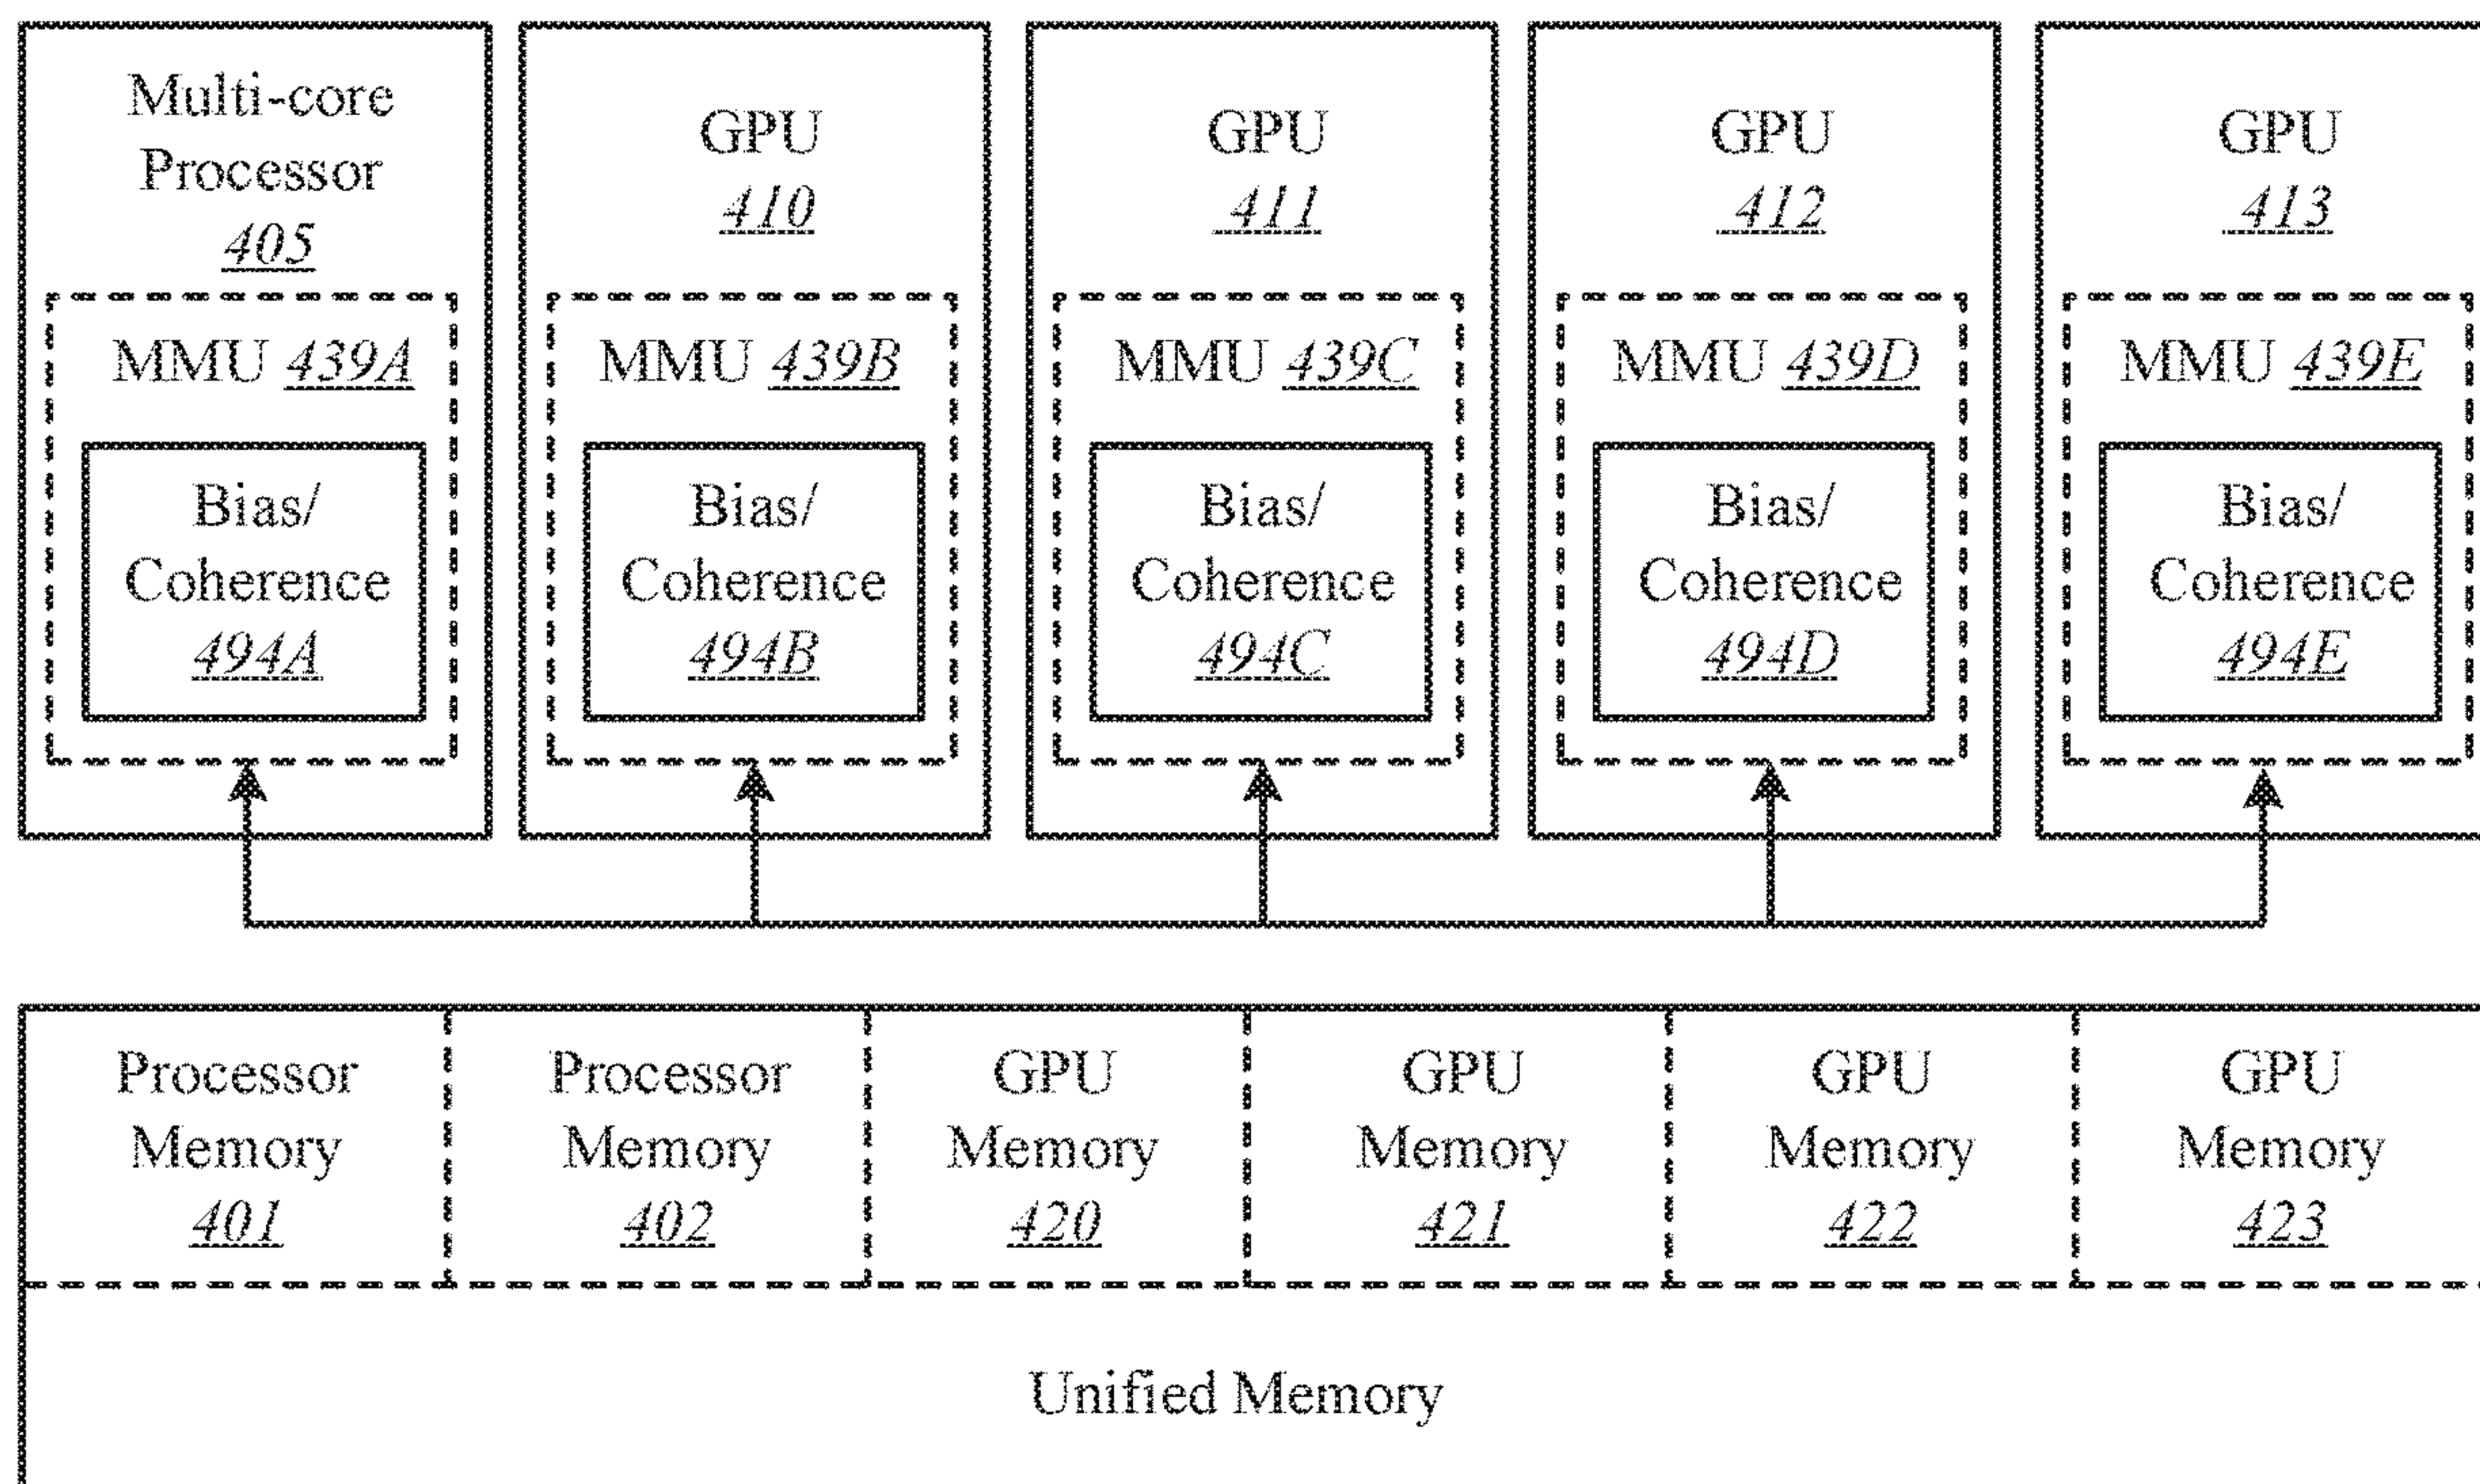 Multi-core
Processor
405
MMU 439A
Bias/
Coherence
494A
GPU
410
MMU 439B
Bias/
Coherence
494B
GPU
411
MMU 439C
Bias/
Coherence
494C
GPU
412
MMU 439D
Bias/
Coherence
494D
GPU
413
MMU 439E
Bias/
Coherence
494E
Processor
Memory
401
Processor
Memory
402
GPU
Memory
420
GPU
Memory
421
GPU
Memory
422
GPU
Memory
423
Unified Memory